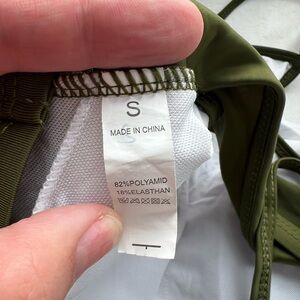 S
MADE IN CHINA
82%POLYAMID
18%ELASTHAN